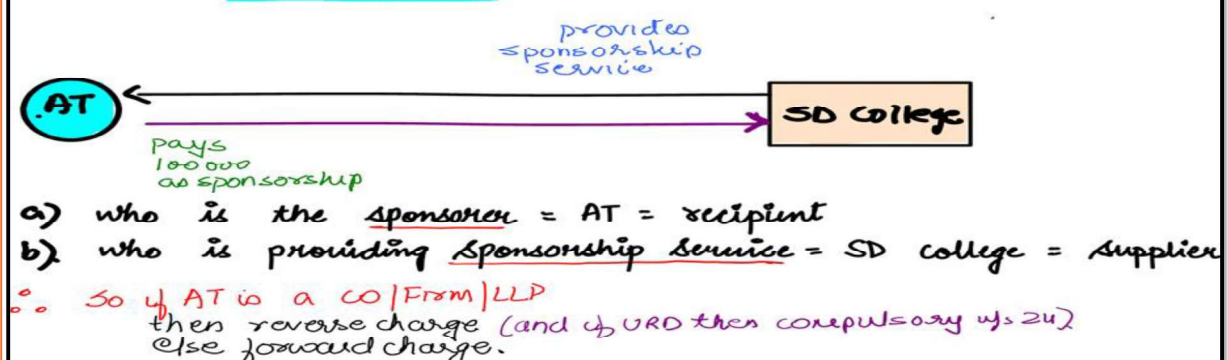 provides
sponsorship
service
AT
SD College
pays
100000
as sponsorship
a) who is the sponsorer = AT = recipient
b) who is providing sponsorship service = SD college = supplier
∴ So if AT is a CO/Firm/LLP
then reverse charge (and if URD then compulsory u/s 24)
Else forward charge.